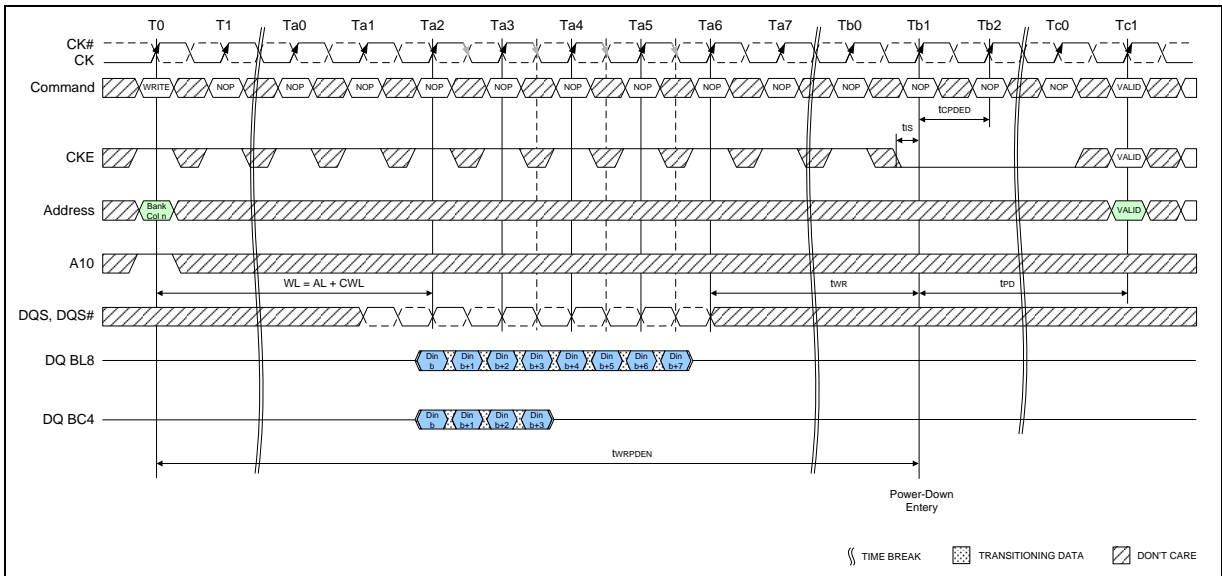 T0 T1 Ta0 Ta1 Ta2 Ta3 Ta4 Ta5 Ta6 Ta7 Tb0 Tb1 Tb2 Tc0 Tc1
CK#
CK
Command WRITE NOP NOP NOP NOP NOP NOP NOP NOP NOP NOP NOP NOP NOP VALID
tCPDED
tIS
CKE VALID
Address Bank Col n VALID
A10
WL = AL + CWL tWR tPD
DQS, DQS#
DQ BL8 Din b Din b+1 Din b+2 Din b+3 Din b+4 Din b+5 Din b+6 Din b+7
DQ BC4 Din b Din b+1 Din b+2 Din b+3
tWRPDEN
Power-Down
Entery
TIME BREAK TRANSITIONING DATA DON'T CARE